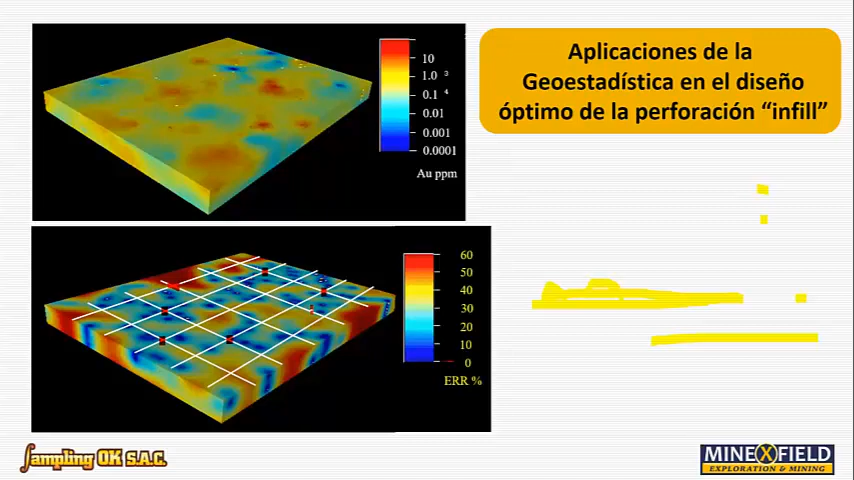 Aplicaciones de la
Geoestadística en el diseño
óptimo de la perforación “infill”
10
1.0 3
0.1 4
0.01
0.001
0.0001
Au ppm
60
50
40
30
20
10
0
ERR %
Sampling OK S.A.C.
MINEXFIELD
EXPLORATION & MINING